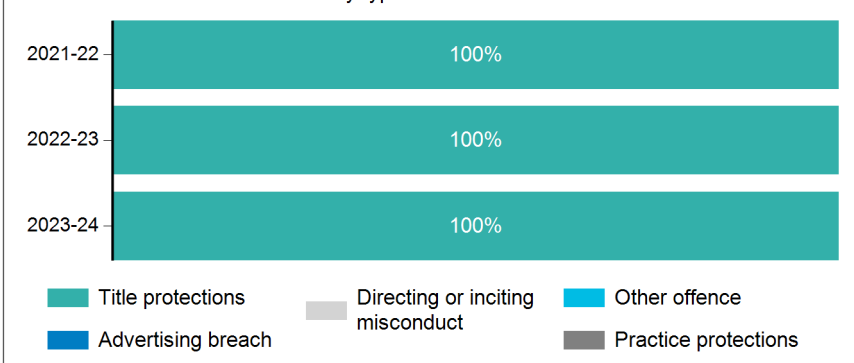 2021-22
100%
2022-23
100%
2023-24
100%
Title protections
Advertising breach
Directing or inciting
misconduct
Other offence
Practice protections